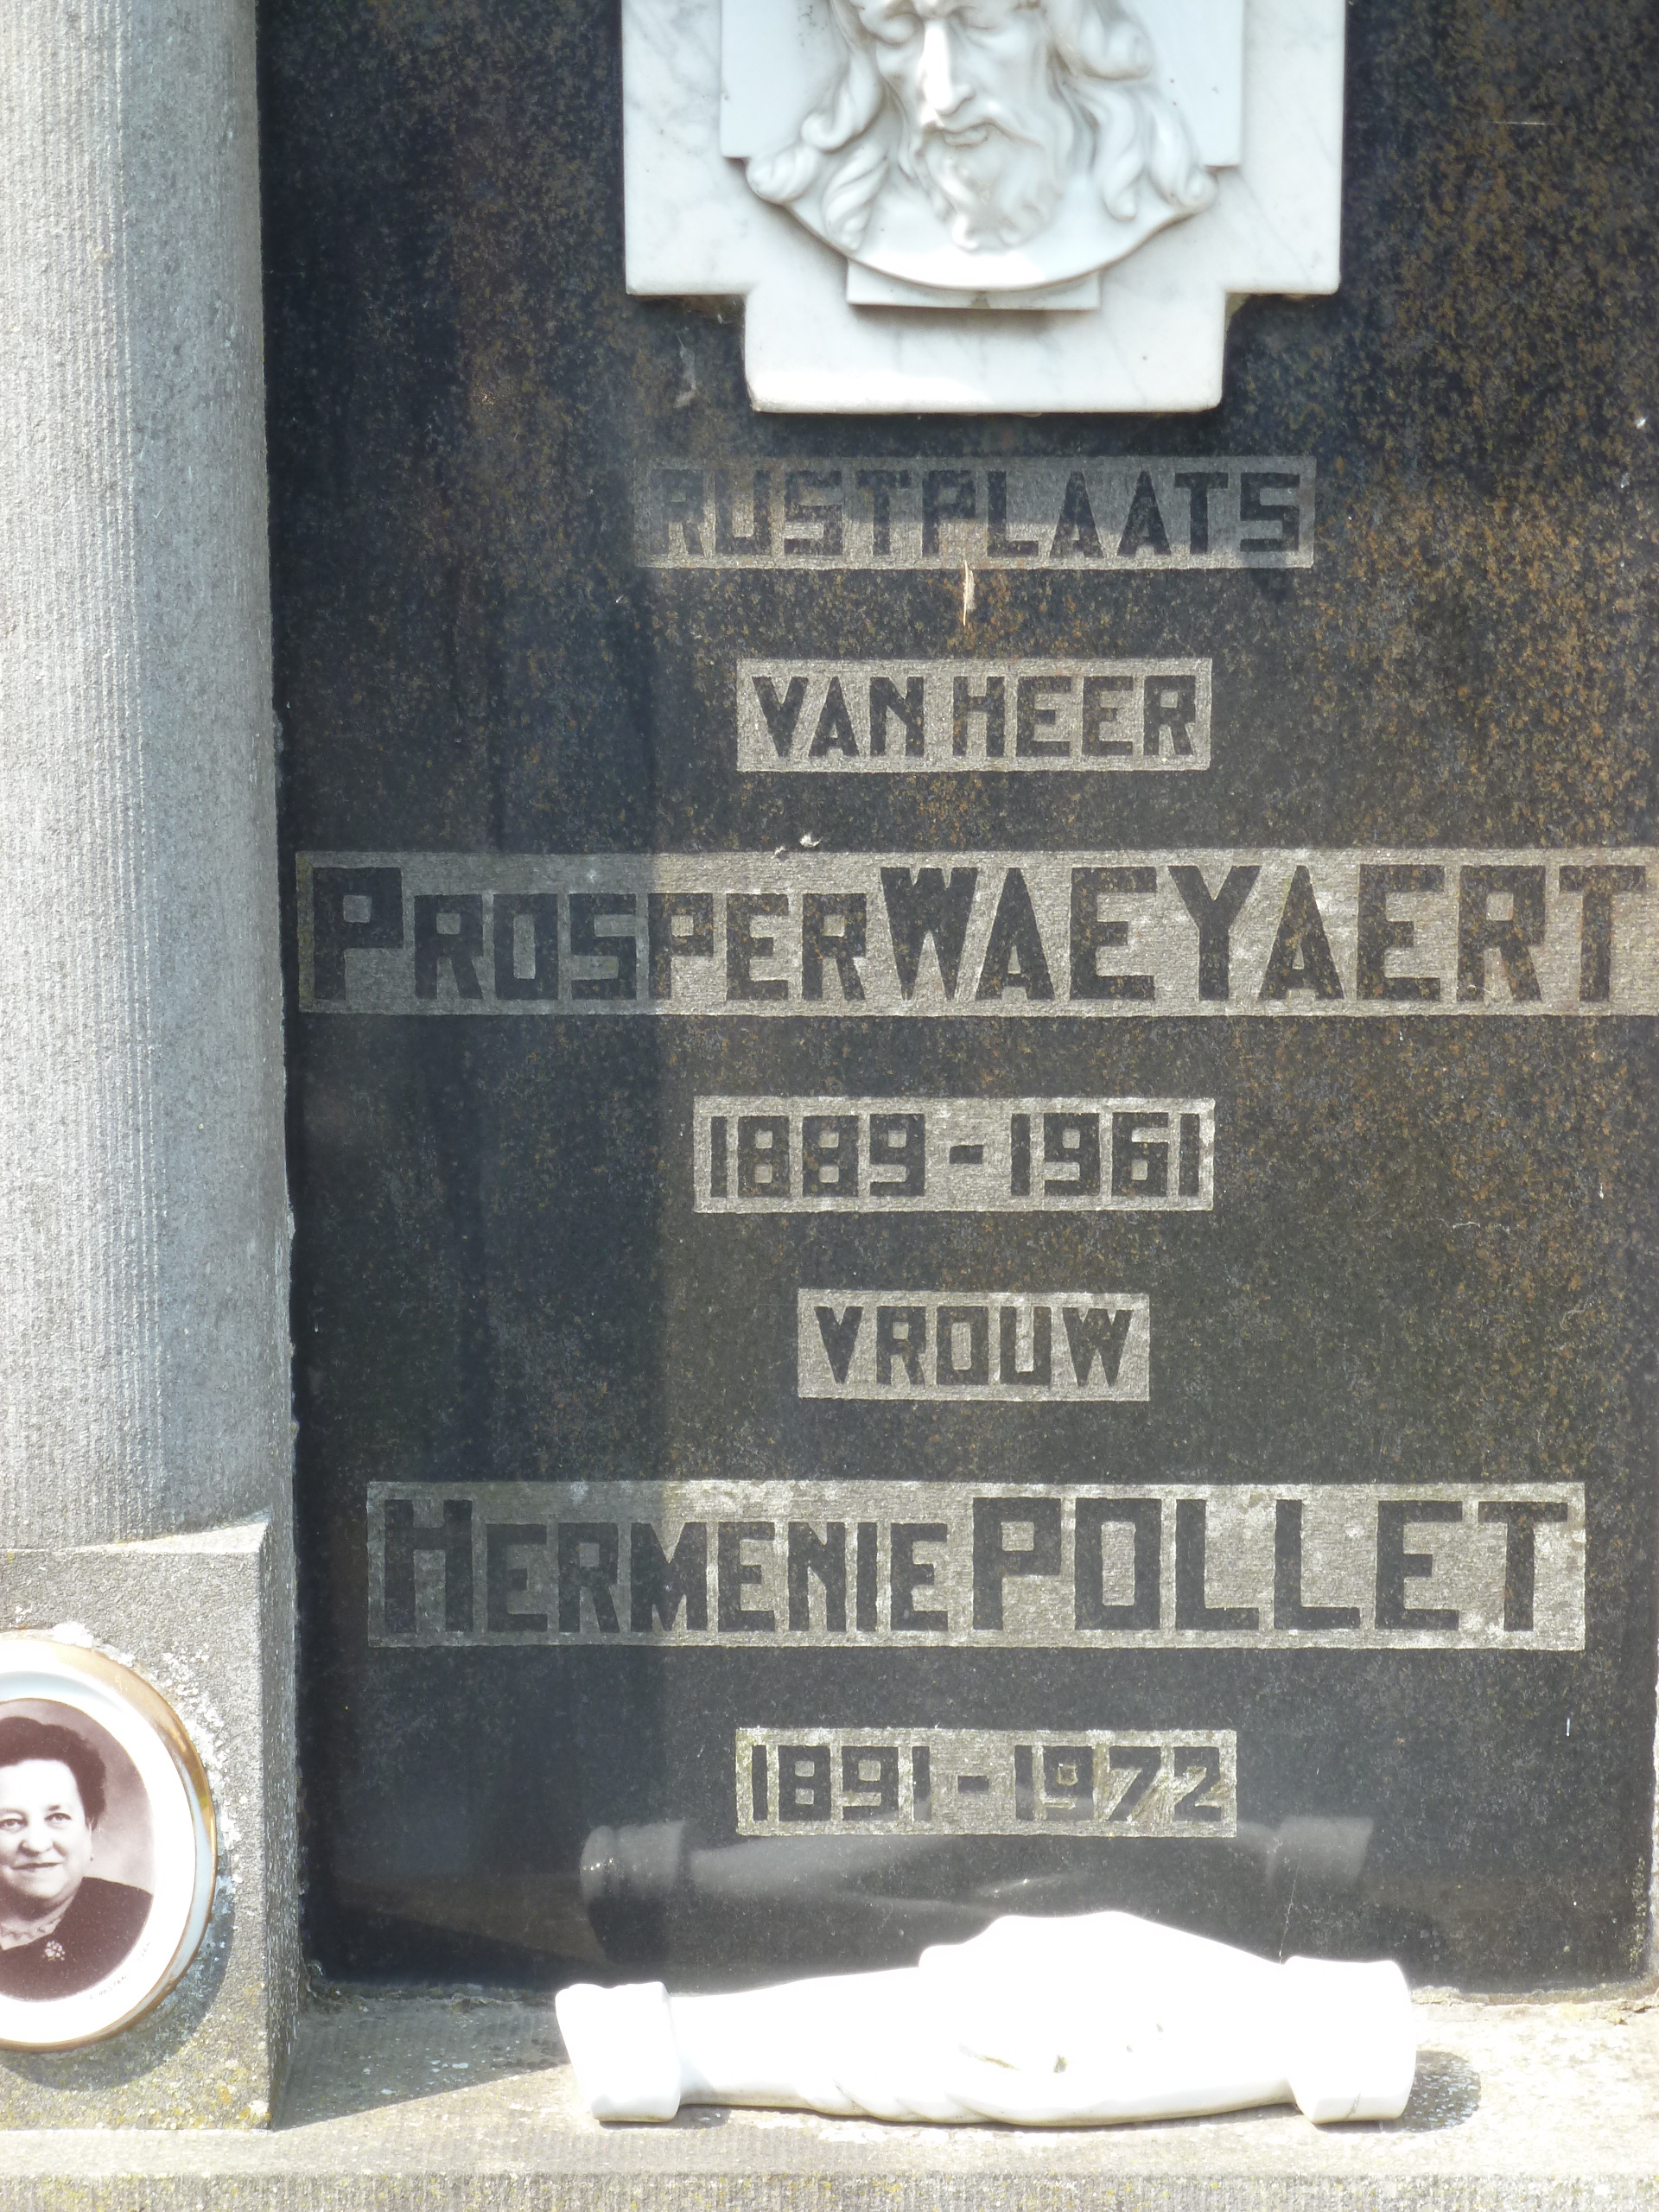 RUSTPLAATS
VAN HEER
PROSPER WAEYAERT
1889 - 1961
VROUW
HERMENIE POLLET
1891 - 1972